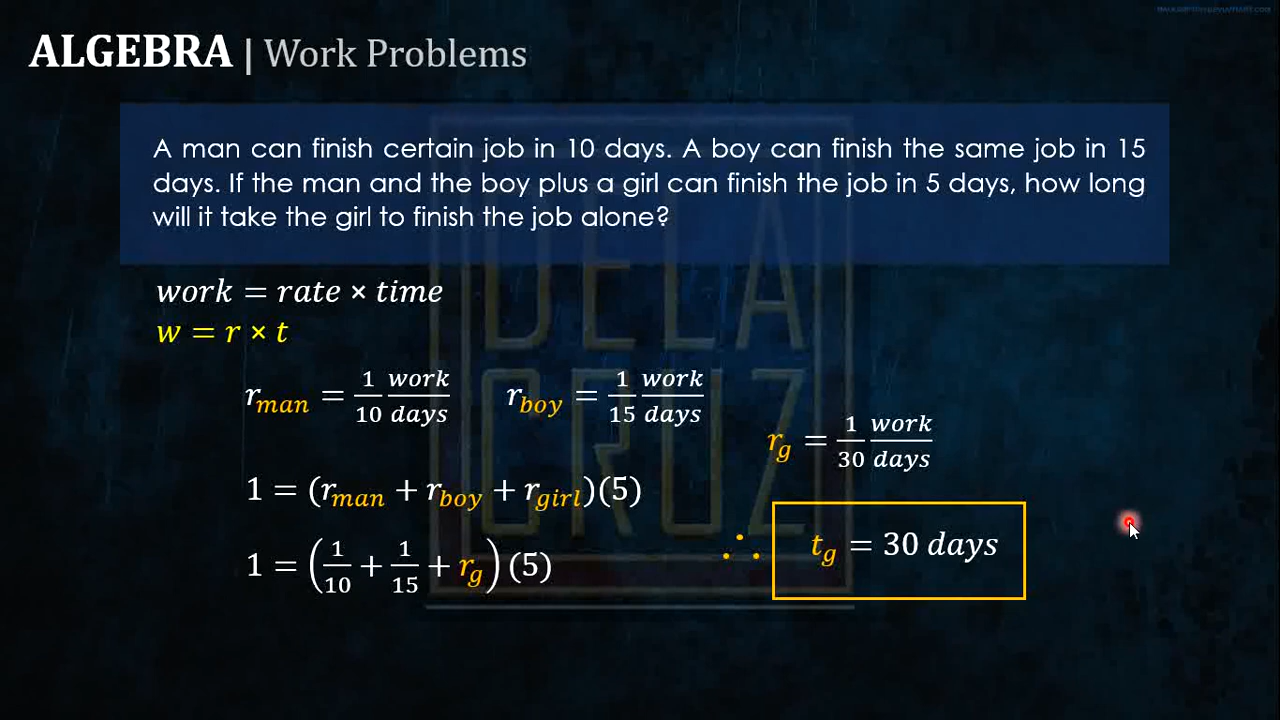 ALGEBRA | Work Problems
A man can finish certain job in 10 days. A boy can finish the same job in 15
days. If the man and the boy plus a girl can finish the job in 5 days, how long
will it take the girl to finish the job alone?
work = rate × time
w = r × t
r_man = 1/10 work/days r_boy = 1/15 work/days
r_g = 1/30 work/days
1 = (r_man + r_boy + r_girl)(5)
1 = (1/10 + 1/15 + r_g)(5)
∴ t_g = 30 days
DELA
CRUZ